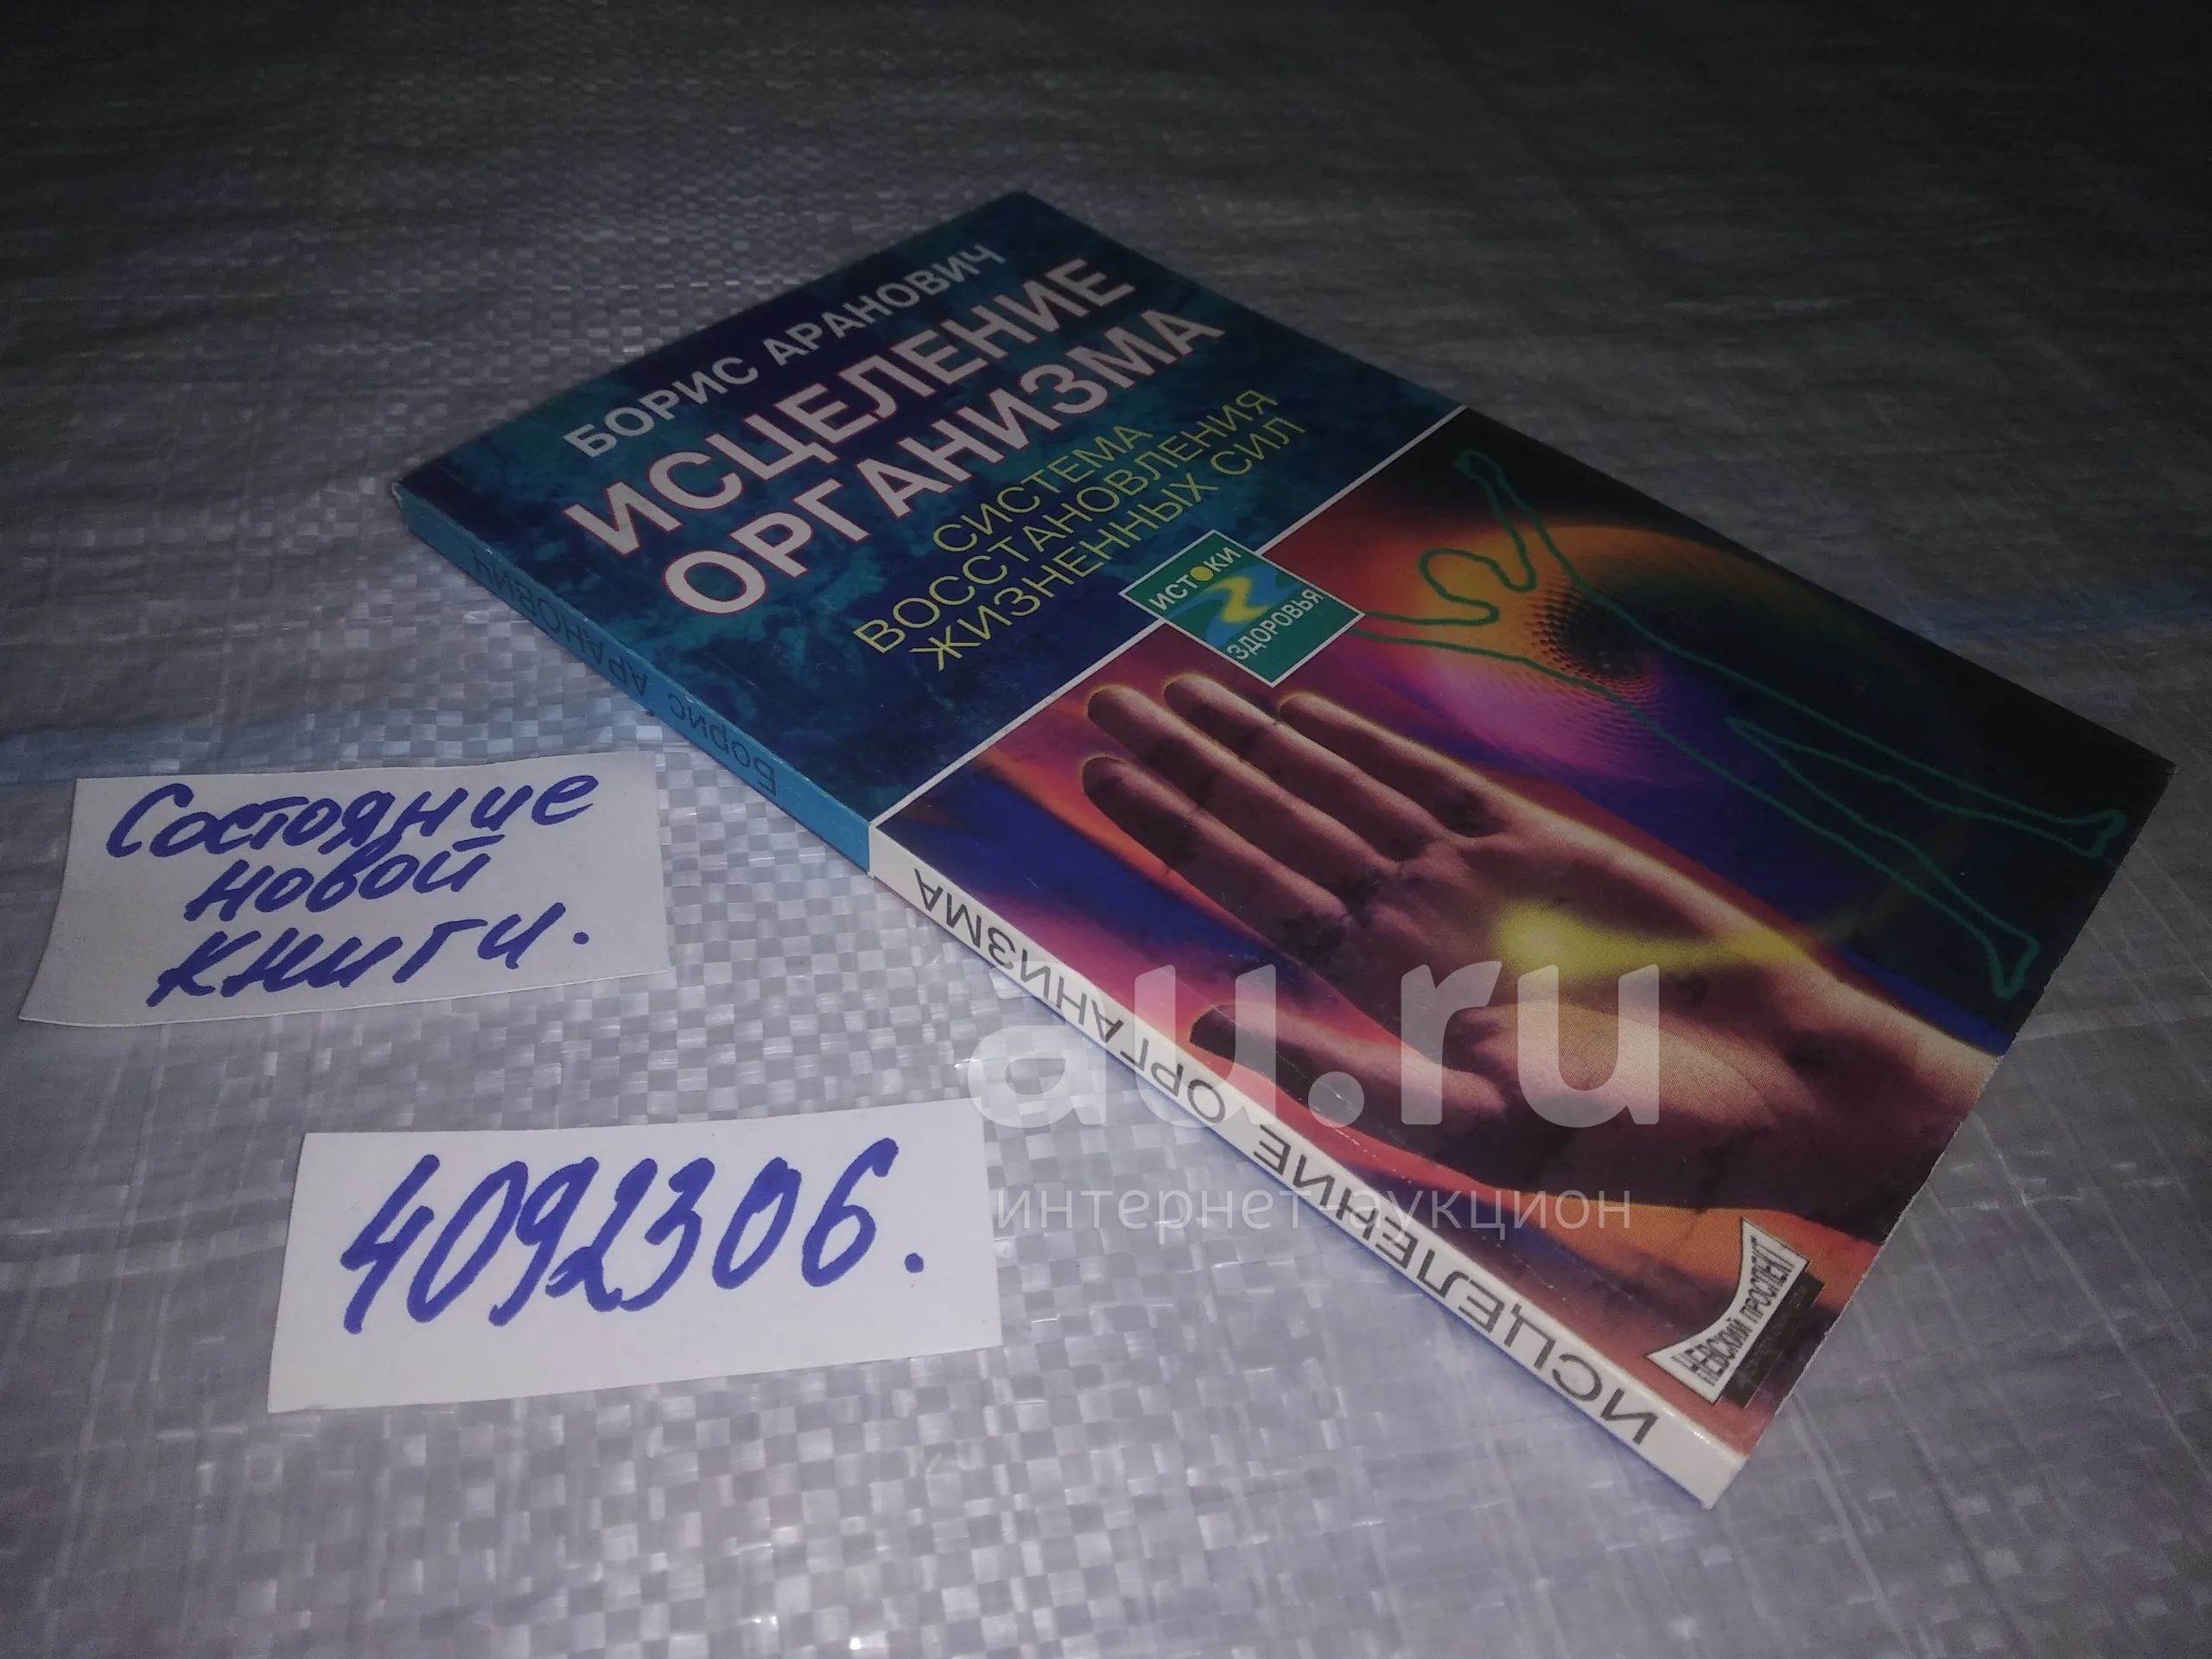 БОРИС АРАНОВИЧ
ИСЦЕЛЕНИЕ
ОРГАНИЗМА
СИСТЕМА
ВОССТАНОВЛЕНИЯ
ЖИЗНЕННЫХ СИЛ
ИСТОКИ
ЗДОРОВЬЯ
НЕВСКИЙ ПРОСПЕКТ
Борис АРАНОВИЧ
ИСЦЕЛЕНИЕ ОРГАНИЗМА
Состояние
новой
книги.
4092306.
au.ru
интернет аукцион